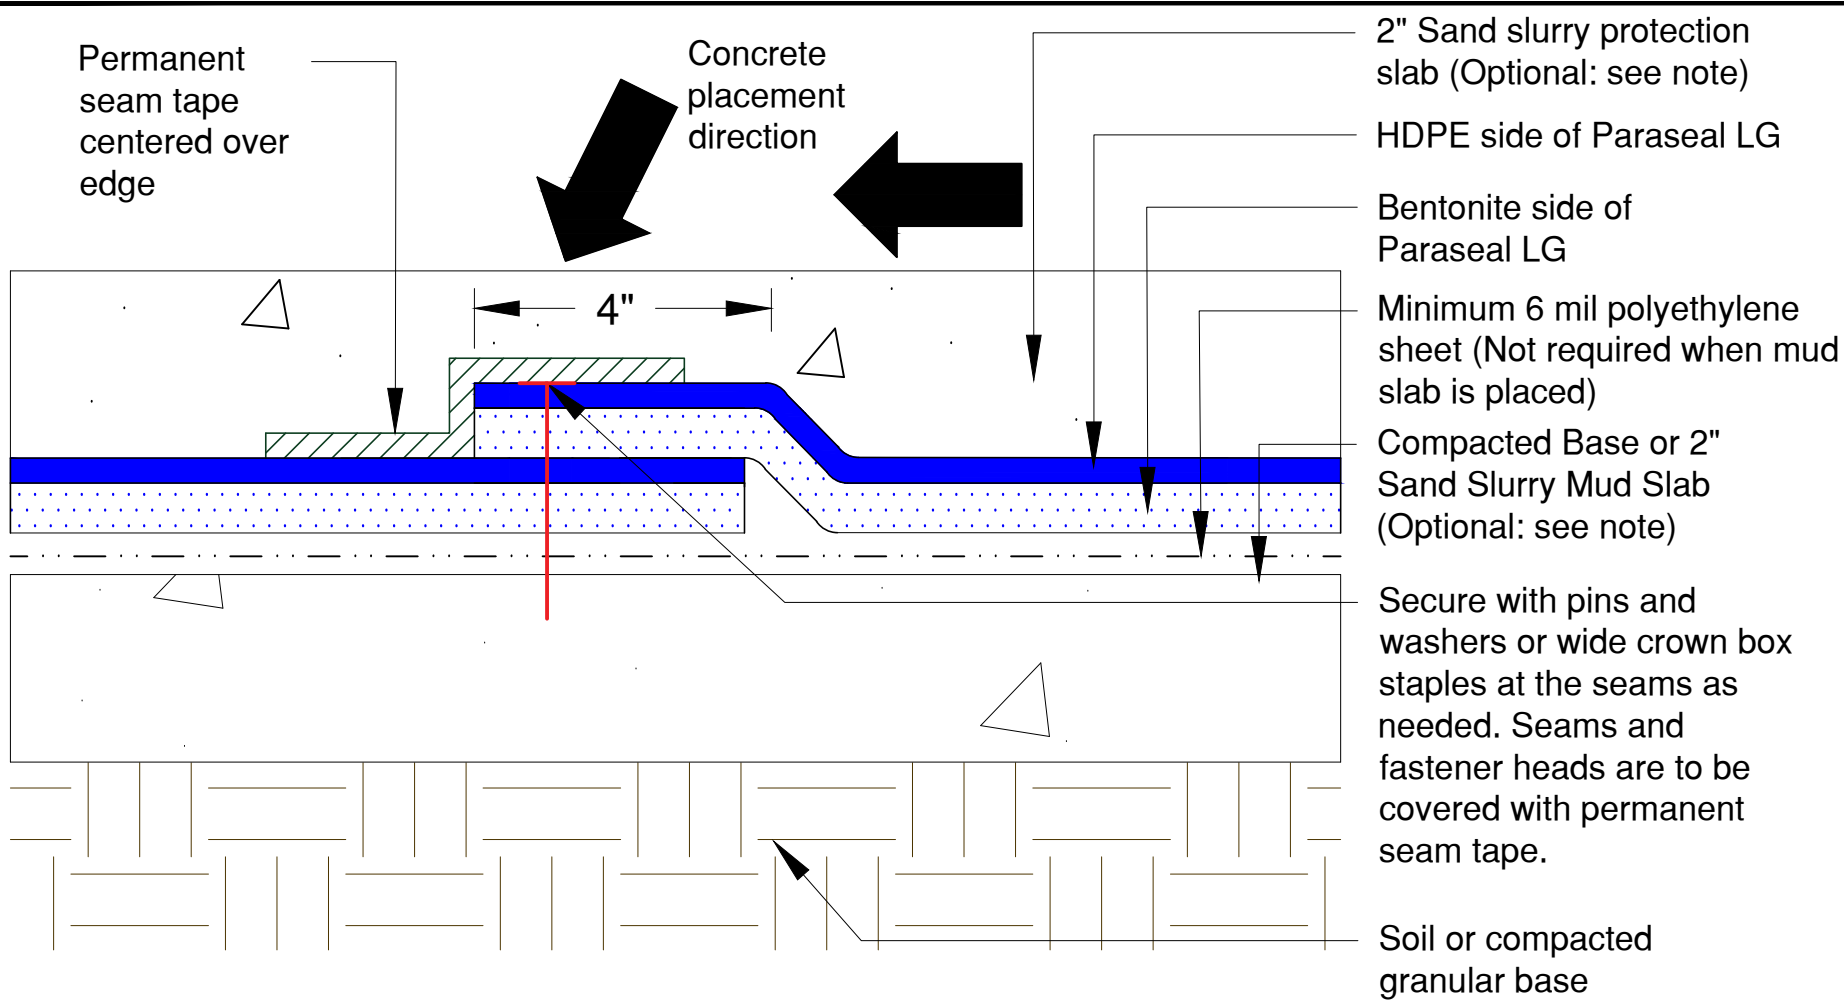 Permanent
seam tape
centered over
edge
Concrete
placement
direction
4"
2" Sand slurry protection
slab (Optional: see note)
HDPE side of Paraseal LG
Bentonite side of
Paraseal LG
Minimum 6 mil polyethylene
sheet (Not required when mud
slab is placed)
Compacted Base or 2"
Sand Slurry Mud Slab
(Optional: see note)
Secure with pins and
washers or wide crown box
staples at the seams as
needed. Seams and
fastener heads are to be
covered with permanent
seam tape.
Soil or compacted
granular base